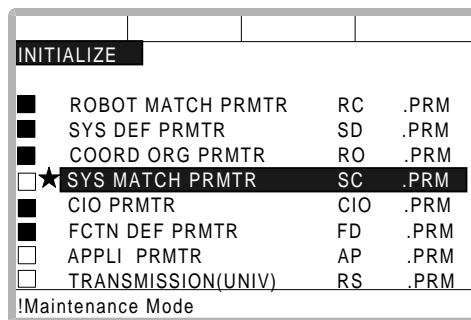 INITIALIZE
ROBOT MATCH PRMTR RC .PRM
SYS DEF PRMTR SD .PRM
COORD ORG PRMTR RO .PRM
SYS MATCH PRMTR SC .PRM
CIO PRMTR CIO .PRM
FCTN DEF PRMTR FD .PRM
APPLI PRMTR AP .PRM
TRANSMISSION(UNIV) RS .PRM
!Maintenance Mode